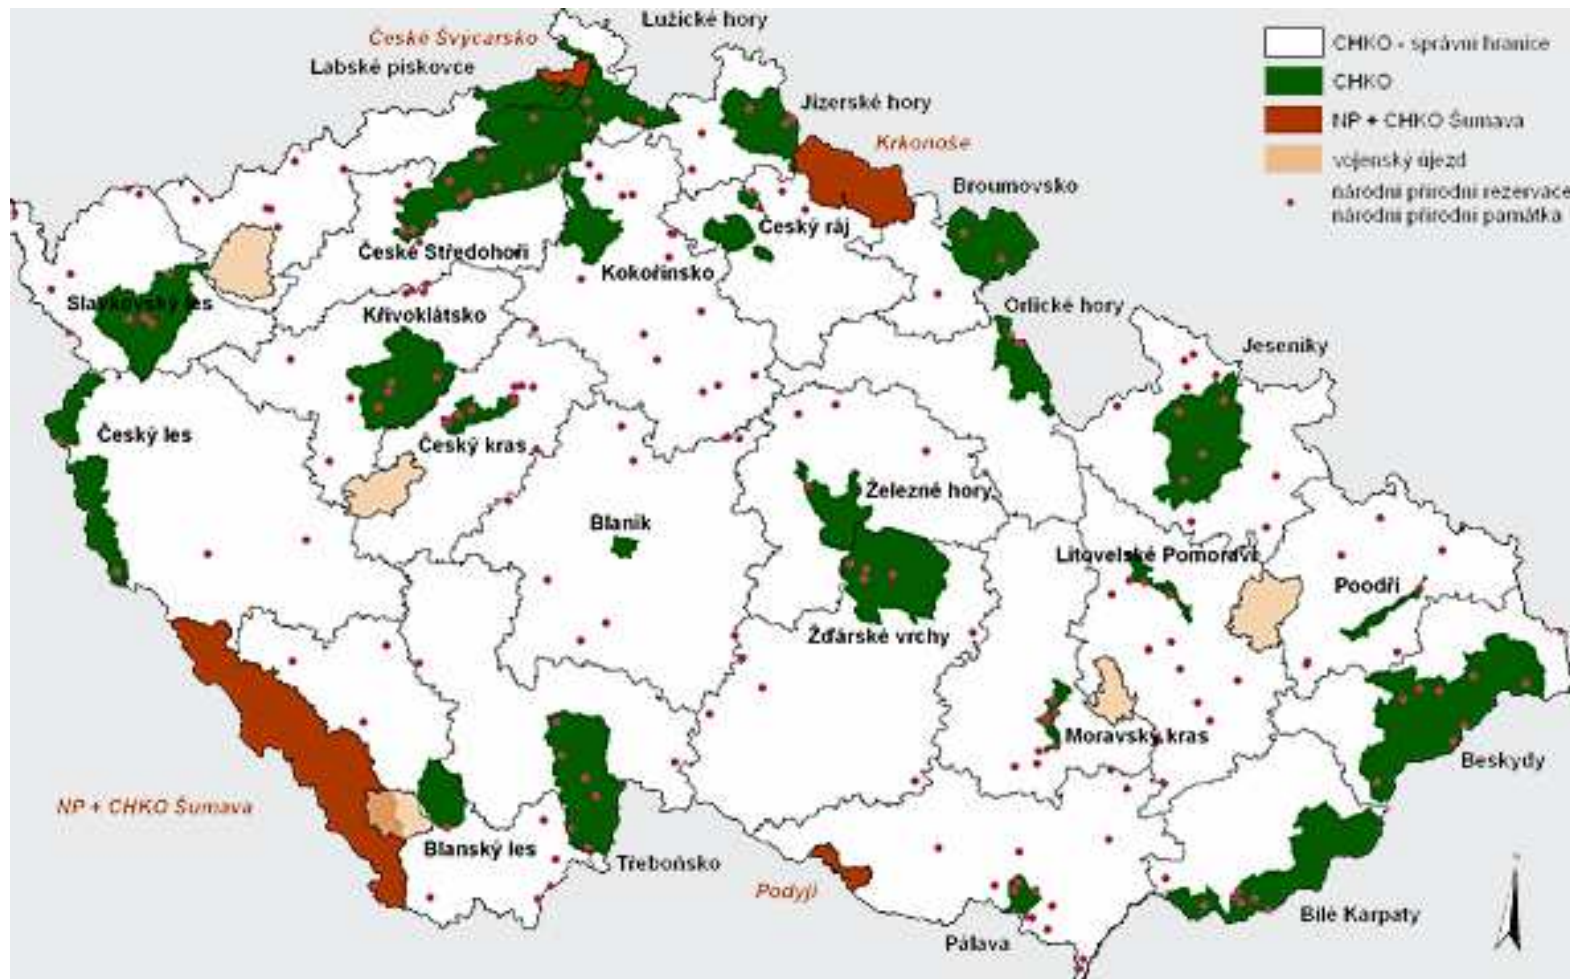 Lužické hory
České Švýcarsko
Labské pískovce
Jizerské hory
Krkonoše
Broumovsko
Český ráj
České Středohoří
Kokořínsko
Slavkovský les
Křivoklátsko
Orlické hory
Jeseníky
Český les
Český kras
Železné hory
Blaník
Litovelské Pomoraví
Poodří
Žďárské vrchy
Moravský kras
Beskydy
NP + CHKO Šumava
Blanský les
Třeboňsko
Podyjí
Bílé Karpaty
Pálava
CHKO - správní hranice
CHKO
NP + CHKO Šumava
vojenský újezd
národní přírodní rezervace
národní přírodní památka